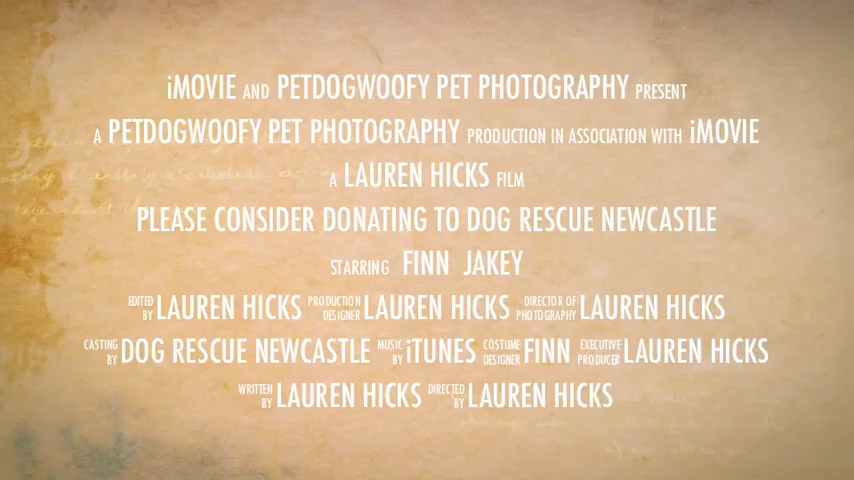 iMOVIE AND PETDOGWOOFY PET PHOTOGRAPHY PRESENT
A PETDOGWOOFY PET PHOTOGRAPHY PRODUCTION IN ASSOCIATION WITH iMOVIE
A LAUREN HICKS FILM
PLEASE CONSIDER DONATING TO DOG RESCUE NEWCASTLE
STARRING FINN JAKEY
EDITED BY LAUREN HICKS PRODUCTION DESIGNER LAUREN HICKS DIRECTOR OF PHOTOGRAPHY LAUREN HICKS
CASTING BY DOG RESCUE NEWCASTLE MUSIC BY iTUNES COSTUME DESIGNER FINN EXECUTIVE PRODUCER LAUREN HICKS
WRITTEN BY LAUREN HICKS DIRECTED BY LAUREN HICKS